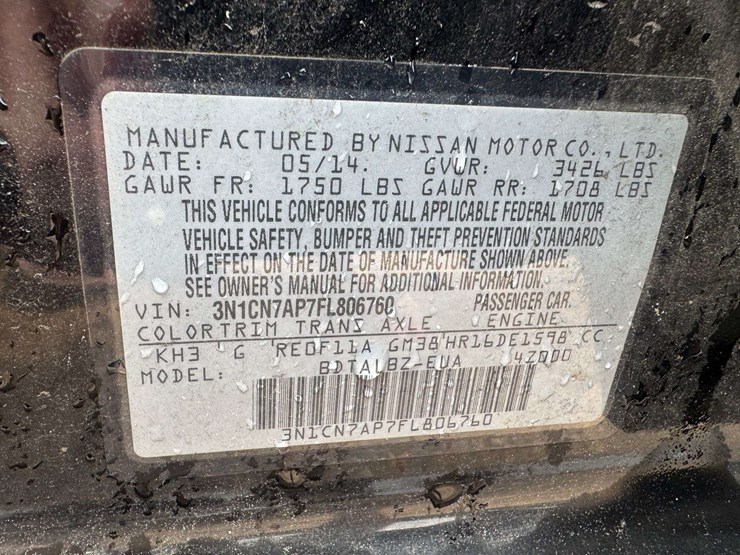 MANUFACTURED BY NISSAN MOTOR CO., LTD.
DATE: 05/14. GVWR: 3426 LBS
GAWR FR: 1750 LBS GAWR RR: 1708 LBS
THIS VEHICLE CONFORMS TO ALL APPLICABLE FEDERAL MOTOR
VEHICLE SAFETY, BUMPER AND THEFT PREVENTION STANDARDS
IN EFFECT ON THE DATE OF MANUFACTURE SHOWN ABOVE.
SEE OWNER'S MANUAL FOR ADDITIONAL INFORMATION.
VIN: 3N1CN7AP7FL806760 PASSENGER CAR.
COLOR TRIM TRANS AXLE ENGINE
KH3 G RE0F11A GM38 HR16DE1598 CC
MODEL: BDTALBZ-EUA 4Z000
3N1CN7AP7FL806760